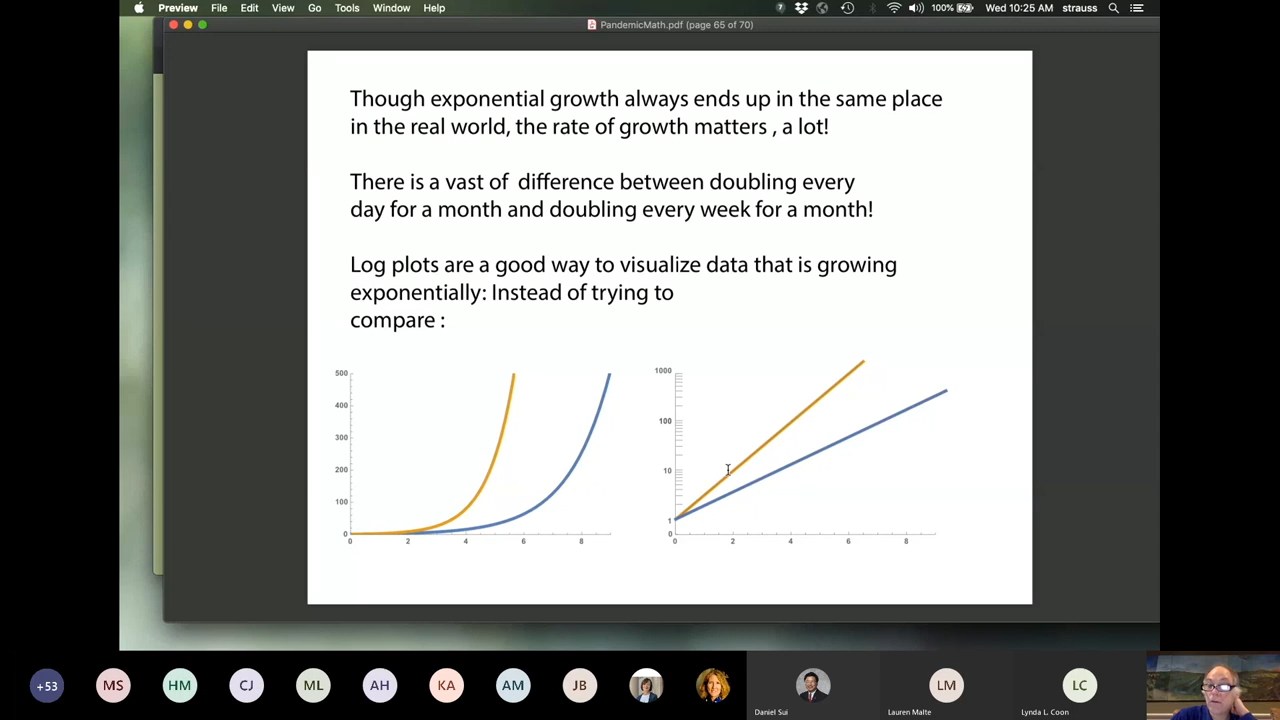 Preview File Edit View Go Tools Window Help 100% Wed 10:25 AM strauss
PandemicMath.pdf (page 65 of 70)
Though exponential growth always ends up in the same place
in the real world, the rate of growth matters , a lot!
There is a vast of difference between doubling every
day for a month and doubling every week for a month!
Log plots are a good way to visualize data that is growing
exponentially: Instead of trying to
compare :
500
400
300
200
100
0
0 2 4 6 8
1000
100
10
1
0
0 2 4 6 8
+53 MS HM CJ ML AH KA AM JB LM LC
Daniel Sui Lauren Malte Lynda L. Coon